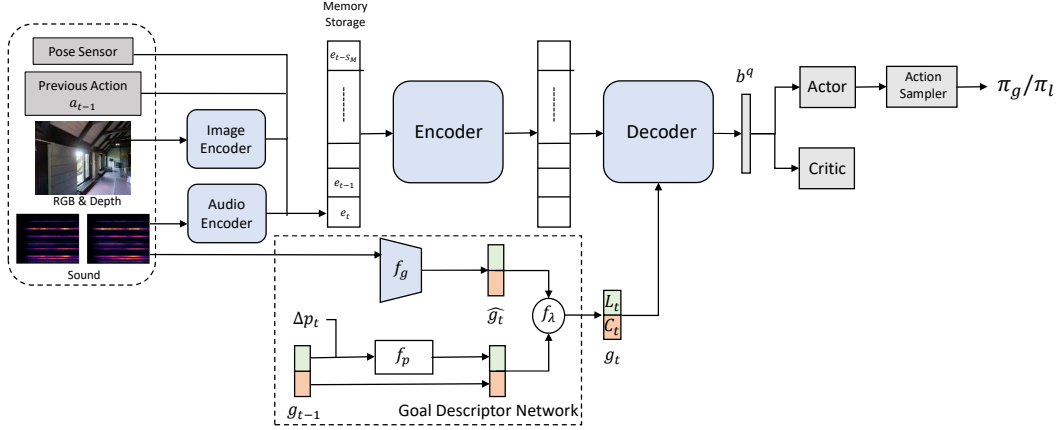 Memory
Storage
Pose Sensor
Previous Action
a_{t-1}
RGB & Depth
Sound
Image
Encoder
Audio
Encoder
e_{t-S_M}
e_{t-1}
e_t
Encoder
Decoder
b^q
Actor
Action
Sampler
π_g/π_l
Critic
f_g
\widehat{g_t}
f_λ
L_t
C_t
g_t
Δp_t
f_p
g_{t-1}
Goal Descriptor Network